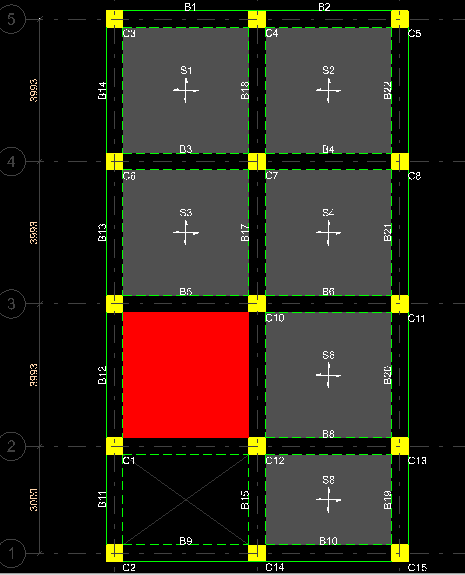 B1 B2
5
C3 C4 C5
S1 S2
3993 B14 B18 B22
B3 B4
4
C6 C7 C8
S3 S4
3993 B13 B17 B21
B5 B6
3
C10 C11
S6
3993 B12 B20
B8
2
C1 C12 C13
3000 B11 B15 S8 B19
B9 B10
1
C2 C14 C15